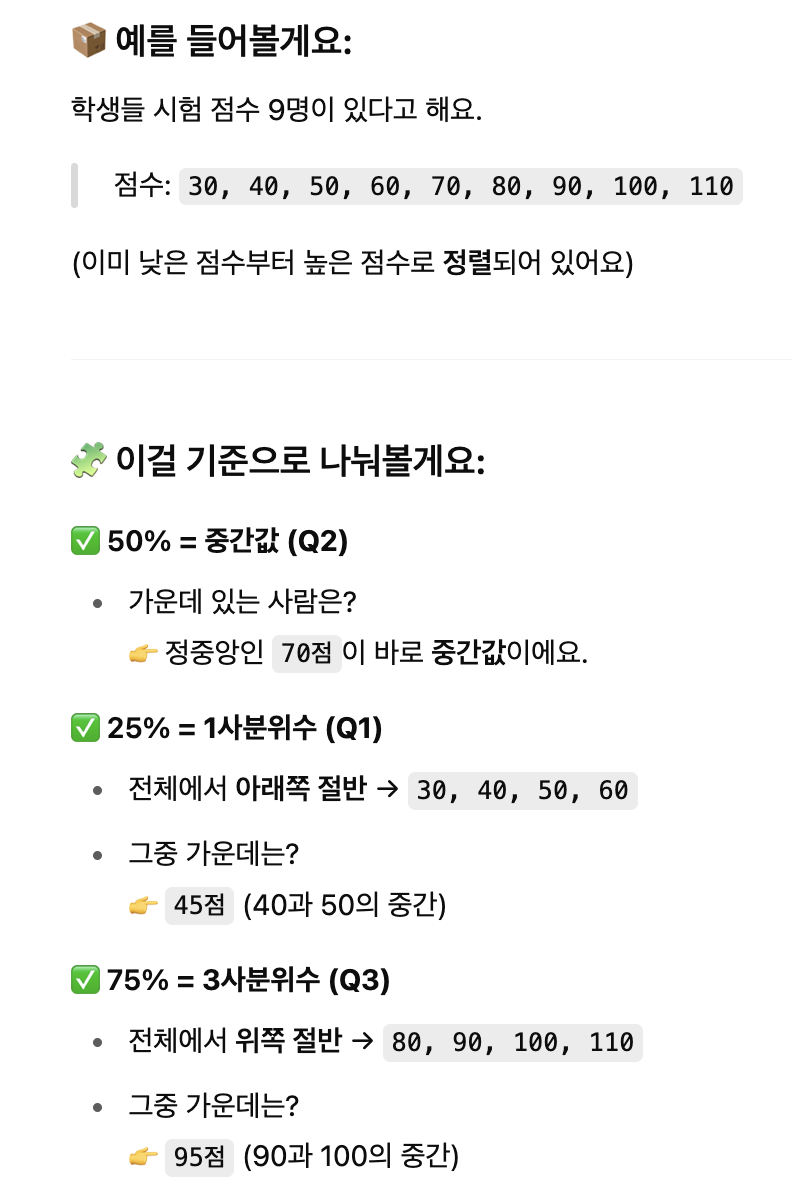 📦 예를 들어볼게요:
학생들 시험 점수 9명이 있다고 해요.
점수: 30, 40, 50, 60, 70, 80, 90, 100, 110
(이미 낮은 점수부터 높은 점수로 정렬되어 있어요)
🧩 이걸 기준으로 나눠볼게요:
✅ 50% = 중간값 (Q2)
• 가운데 있는 사람은?
👉 정중앙인 70점이 바로 중간값이에요.
✅ 25% = 1사분위수 (Q1)
• 전체에서 아래쪽 절반 → 30, 40, 50, 60
• 그중 가운데는?
👉 45점 (40과 50의 중간)
✅ 75% = 3사분위수 (Q3)
• 전체에서 위쪽 절반 → 80, 90, 100, 110
• 그중 가운데는?
👉 95점 (90과 100의 중간)